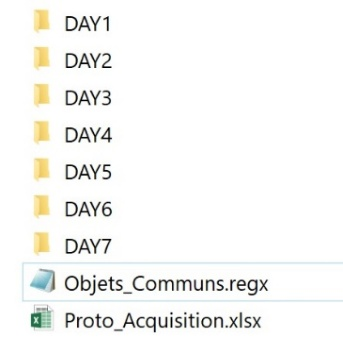 DAY1
DAY2
DAY3
DAY4
DAY5
DAY6
DAY7
Objets_Communs.regx
Proto_Acquisition.xlsx